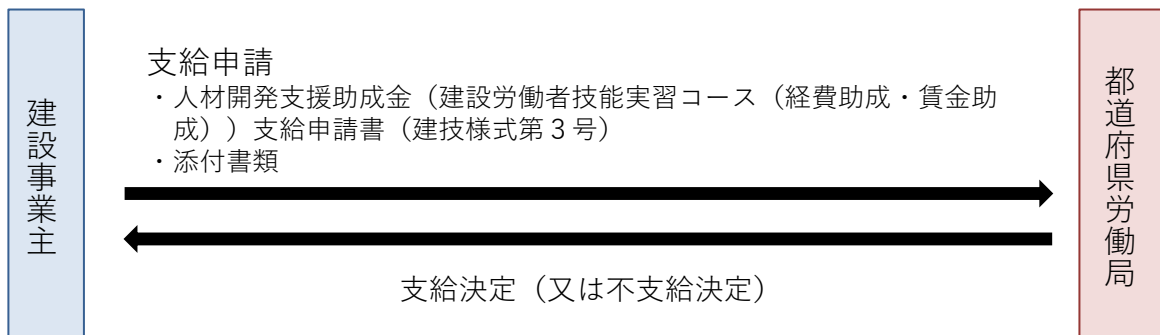 建設事業主
支給申請
・人材開発支援助成金（建設労働者技能実習コース（経費助成・賃金助
成））支給申請書（建技様式第３号）
・添付書類
支給決定（又は不支給決定）
都道府県労働局